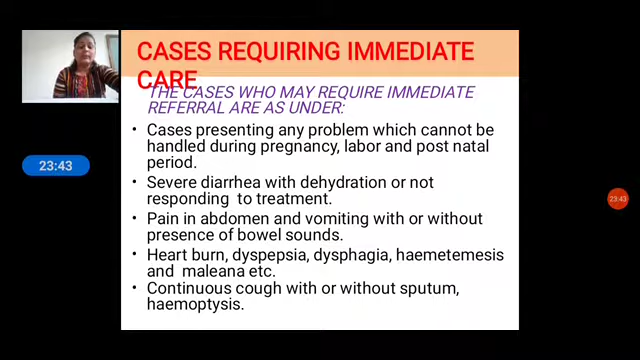 CASES REQUIRING IMMEDIATE
CARE
THE CASES WHO MAY REQUIRE IMMEDIATE
REFERRAL ARE AS UNDER:
• Cases presenting any problem which cannot be
handled during pregnancy, labor and post natal
period.
• Severe diarrhea with dehydration or not
responding to treatment.
• Pain in abdomen and vomiting with or without
presence of bowel sounds.
• Heart burn, dyspepsia, dysphagia, haemetemesis
and maleana etc.
• Continuous cough with or without sputum,
haemoptysis.
23:43
23:43